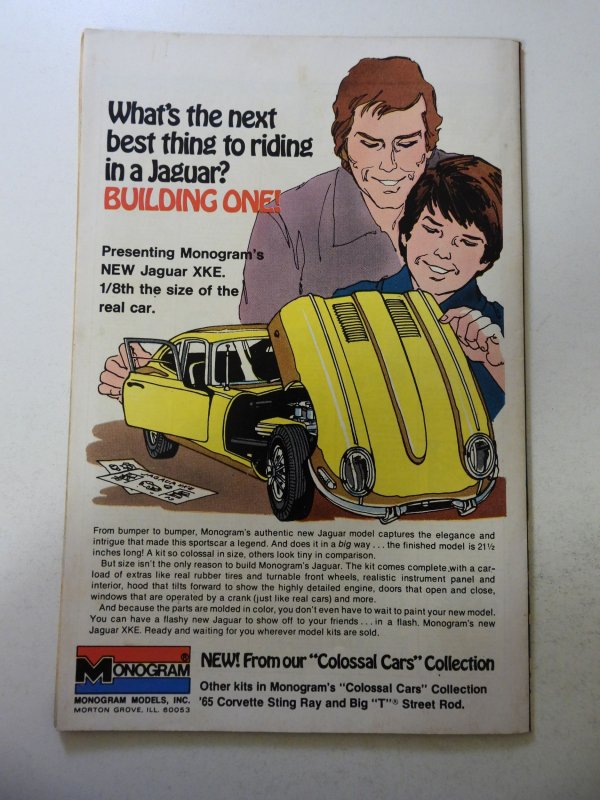 What's the next
best thing to riding
in a Jaguar?
BUILDING ONE!
Presenting Monogram's
NEW Jaguar XKE.
1/8th the size of the
real car.
From bumper to bumper, Monogram's authentic new Jaguar model captures the elegance and
intrigue that made this sportscar a legend. And does it in a big way . . . the finished model is 21½
inches long! A kit so colossal in size, others look tiny in comparison.
But size isn't the only reason to build Monogram's Jaguar. The kit comes complete with a car-
load of extras like real rubber tires and turnable front wheels, realistic instrument panel and
interior, hood that tilts forward to show the highly detailed engine, doors that open and close,
windows that are operated by a crank (just like real cars) and more.
And because the parts are molded in color, you don't even have to wait to paint your new model.
You can have a flashy new Jaguar to show off to your friends . . . in a flash. Monogram's new
Jaguar XKE. Ready and waiting for you wherever model kits are sold.
MONOGRAM®
MONOGRAM MODELS, INC.
MORTON GROVE, ILL. 60053
NEW! From our "Colossal Cars" Collection
Other kits in Monogram's "Colossal Cars" Collection
'65 Corvette Sting Ray and Big "T"® Street Rod.